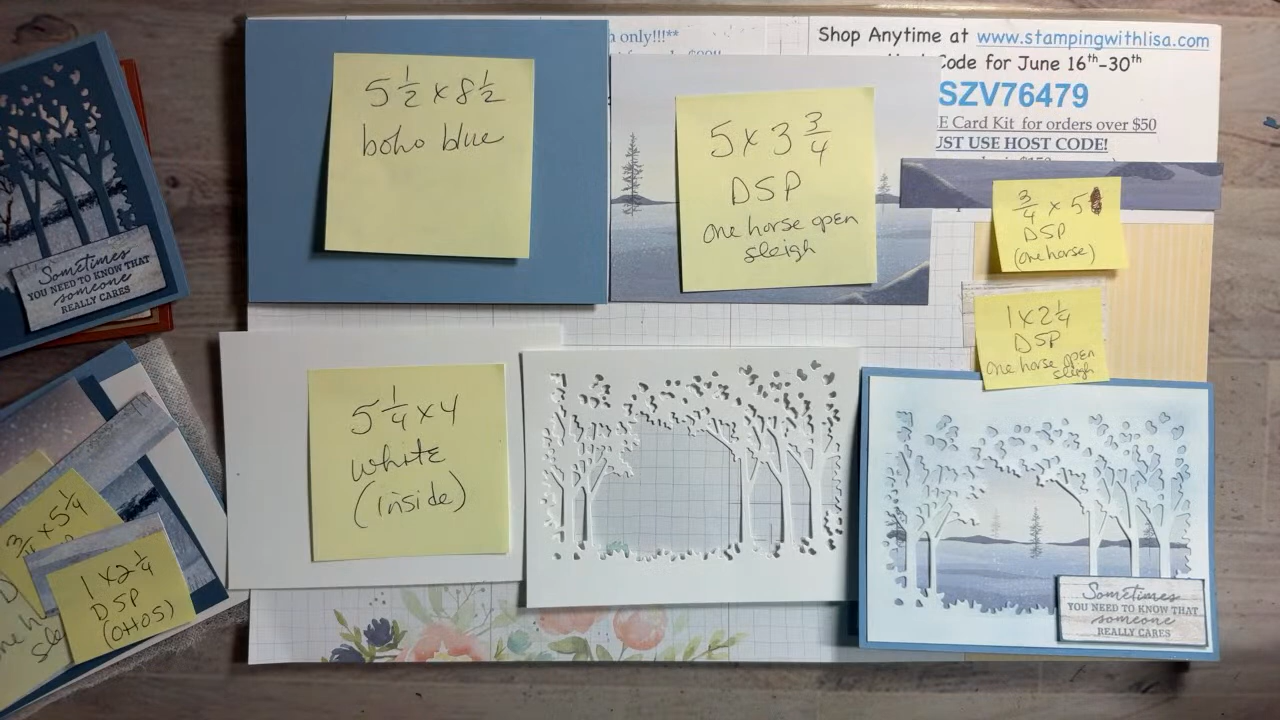 a only!!!**
Shop Anytime at www.stampingwithlisa.com
Code for June 16th-30th
SZV76479
E Card Kit for orders over $50
UST USE HOST CODE!
5 1/2 x 8 1/2
boho blue
5 x 3 3/4
DSP
one horse open
sleigh
3/4 x 5
DSP
(one horse)
1 x 2 1/4
DSP
one horse open
sleigh
5 1/4 x 4
white
(inside)
Sometimes
YOU NEED TO KNOW THAT
someone
REALLY CARES
Sometimes
YOU NEED TO KNOW THAT
someone
REALLY CARES
x 5 1/4
1 x 2 1/4
DSP
(OHOS)